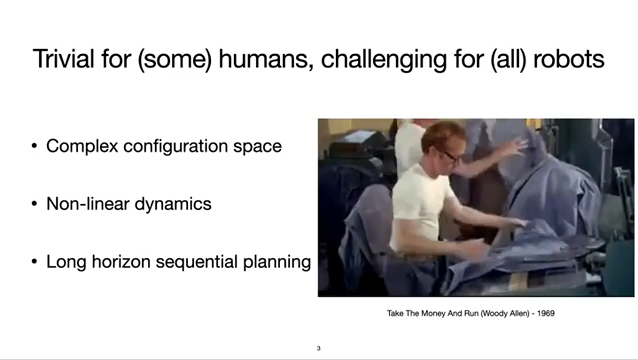 Trivial for (some) humans, challenging for (all) robots
• Complex configuration space
• Non-linear dynamics
• Long horizon sequential planning
Take The Money And Run (Woody Allen) - 1969
3